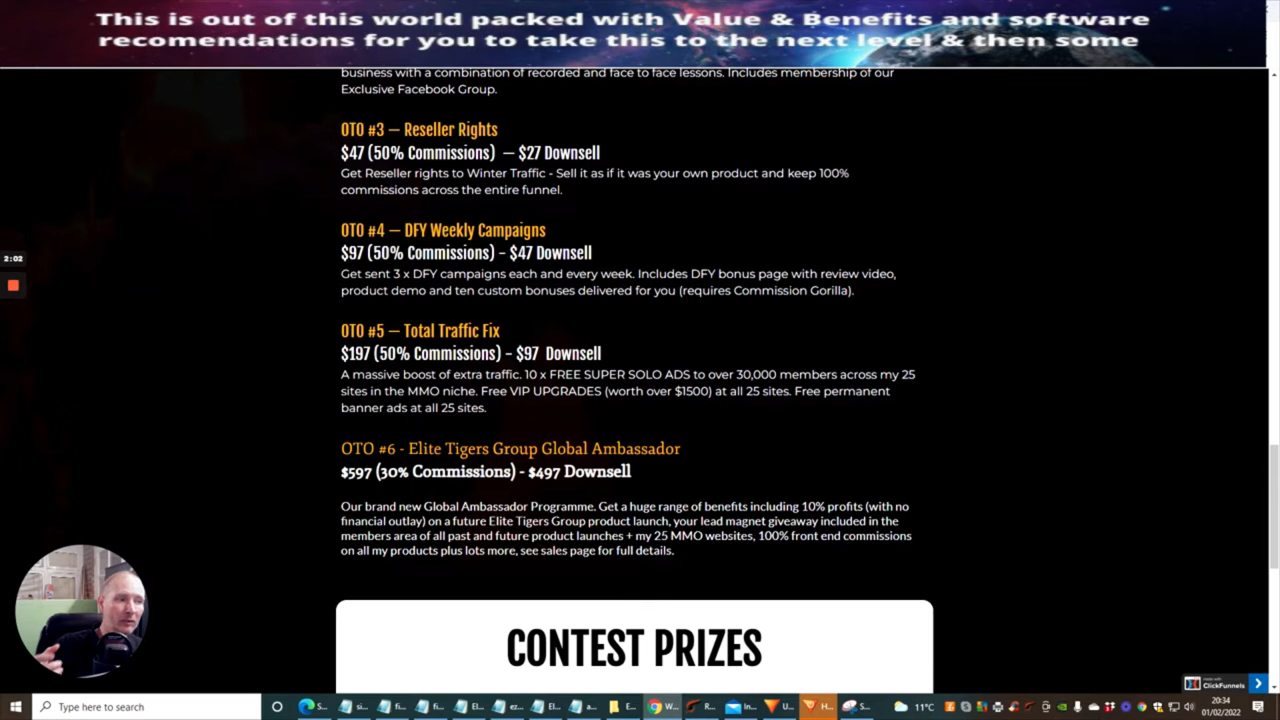 This is out of this world packed with Value & Benefits and software
recomendations for you to take this to the next level & then some
business with a combination of recorded and face to face lessons. Includes membership of our
Exclusive Facebook Group.
OTO #3 — Reseller Rights
$47 (50% Commissions) — $27 Downsell
Get Reseller rights to Winter Traffic - Sell it as if it was your own product and keep 100%
commissions across the entire funnel.
OTO #4 — DFY Weekly Campaigns
$97 (50% Commissions) - $47 Downsell
Get sent 3 x DFY campaigns each and every week. Includes DFY bonus page with review video,
product demo and ten custom bonuses delivered for you (requires Commission Gorilla).
2:02
OTO #5 — Total Traffic Fix
$197 (50% Commissions) - $97 Downsell
A massive boost of extra traffic. 10 x FREE SUPER SOLO ADS to over 30,000 members across my 25
sites in the MMO niche. Free VIP UPGRADES (worth over $1500) at all 25 sites. Free permanent
banner ads at all 25 sites.
OTO #6 - Elite Tigers Group Global Ambassador
$597 (30% Commissions) - $497 Downsell
Our brand new Global Ambassador Programme. Get a huge range of benefits including 10% profits (with no
financial outlay) on a future Elite Tigers Group product launch, your lead magnet giveaway included in the
members area of all past and future product launches + my 25 MMO websites, 100% front end commissions
on all my products plus lots more, see sales page for full details.
CONTEST PRIZES
ClickFunnels
Type here to search
S... si... fi... fi... El... ez... El... a... E... W... R... In... U... H... S... 11°C
20:34
01/02/2022